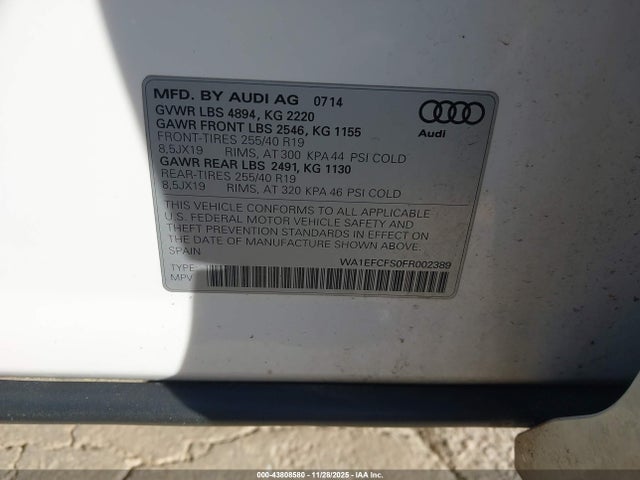 MFD. BY AUDI AG 0714
GVWR LBS 4894, KG 2220
GAWR FRONT LBS 2546, KG 1155
FRONT-TIRES 255/40 R19
8,5JX19 RIMS, AT 300 KPA 44 PSI COLD
GAWR REAR LBS 2491, KG 1130
REAR-TIRES 255/40 R19
8,5JX19 RIMS, AT 320 KPA 46 PSI COLD
Audi
THIS VEHICLE CONFORMS TO ALL APPLICABLE
U.S. FEDERAL MOTOR VEHICLE SAFETY AND
THEFT PREVENTION STANDARDS IN EFFECT ON
THE DATE OF MANUFACTURE SHOWN ABOVE.
SPAIN
WA1EFCFS0FR002389
TYPE:
MPV
000-43808580 - 11/28/2025 - IAAI Inc.